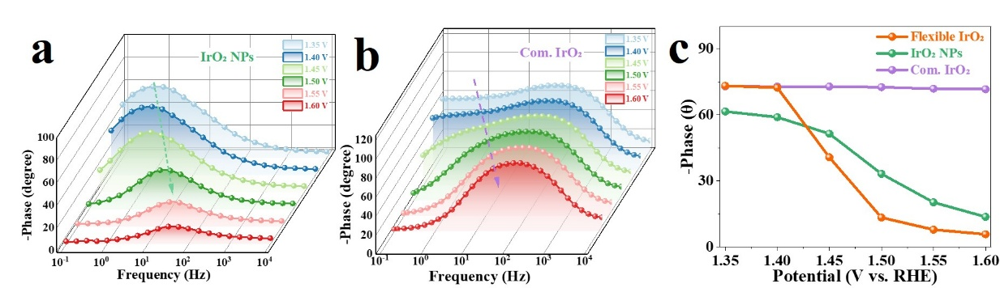 a
IrO₂ NPs
1.35 V
1.40 V
1.45 V
1.50 V
1.55 V
1.60 V
-Phase (degree)
100
80
60
40
20
0
10⁻¹ 10⁰ 10¹ 10² 10³ 10⁴
Frequency (Hz)
b
Com. IrO₂
1.35 V
1.40 V
1.45 V
1.50 V
1.55 V
1.60 V
-Phase (degree)
120
100
80
60
40
20
0
10⁻¹ 10⁰ 10¹ 10² 10³ 10⁴
Frequency (Hz)
c
Flexible IrO₂
IrO₂ NPs
Com. IrO₂
-Phase (θ)
90
60
30
0
1.35 1.40 1.45 1.50 1.55 1.60
Potential (V vs. RHE)